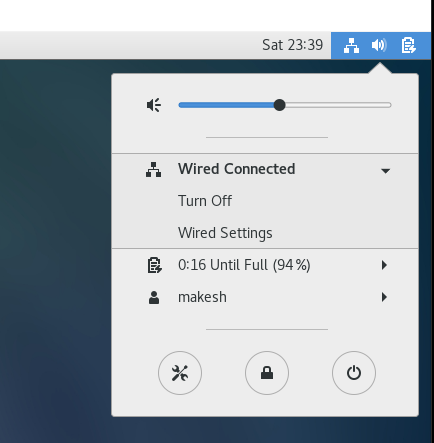 Sat 23:39
Wired Connected
Turn Off
Wired Settings
0:16 Until Full (94%)
makesh